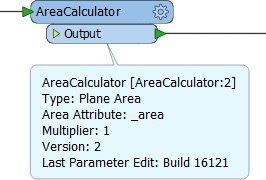 AreaCalculator
Output
AreaCalculator [AreaCalculator:2]
Type: Plane Area
Area Attribute: _area
Multiplier: 1
Version: 2
Last Parameter Edit: Build 16121